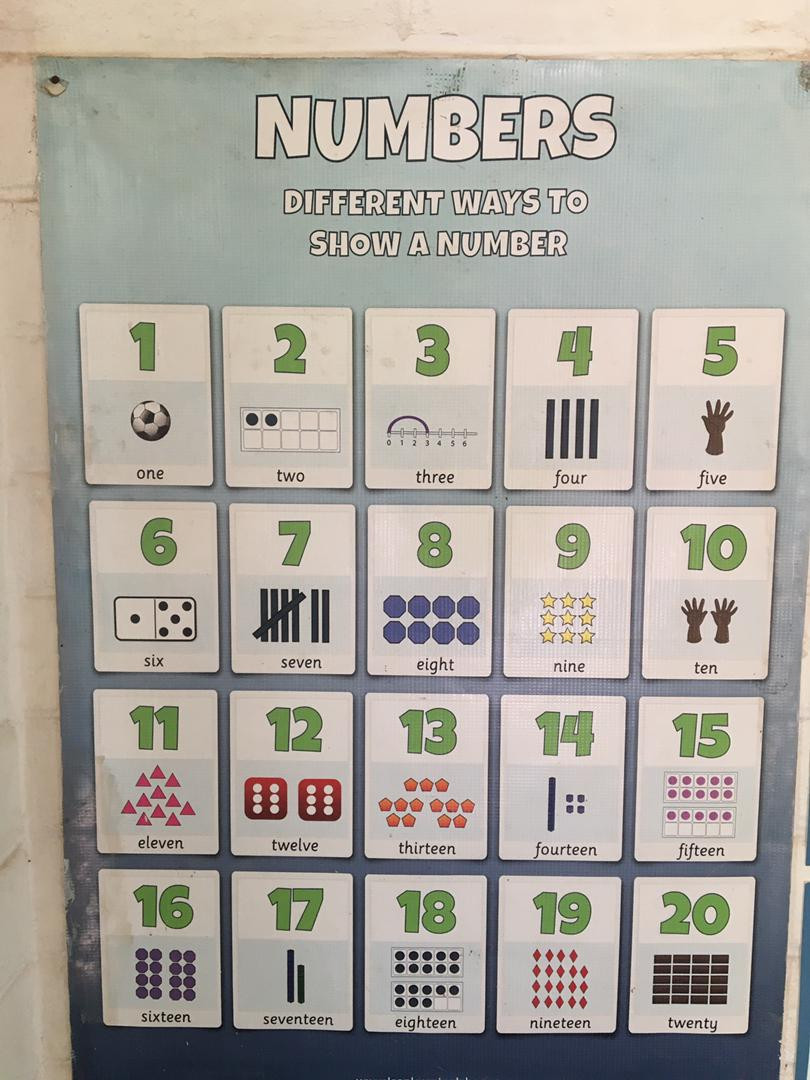 NUMBERS
DIFFERENT WAYS TO
SHOW A NUMBER
1 2 3 4 5
0 1 2 3 4 5 6
one two three four five
6 7 8 9 10
six seven eight nine ten
11 12 13 14 15
eleven twelve thirteen fourteen fifteen
16 17 18 19 20
sixteen seventeen eighteen nineteen twenty